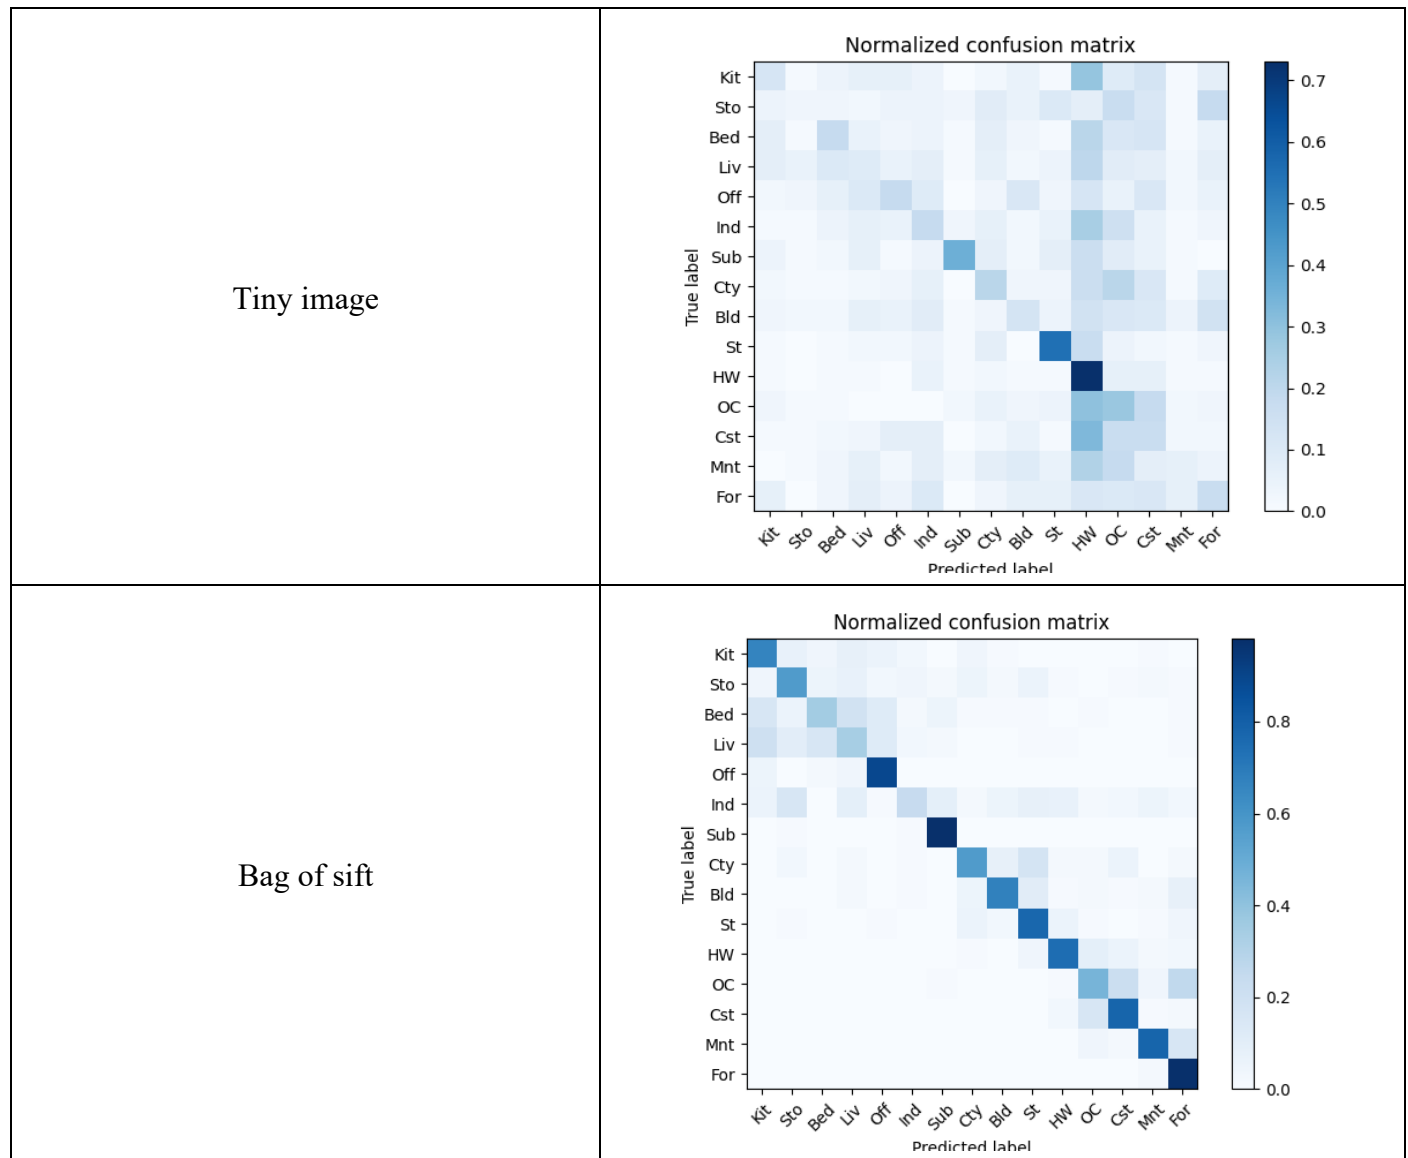 Tiny image
Normalized confusion matrix
True label
Kit
Sto
Bed
Liv
Off
Ind
Sub
Cty
Bld
St
HW
OC
Cst
Mnt
For
Kit Sto Bed Liv Off Ind Sub Cty Bld St HW OC Cst Mnt For
Predicted label
0.7
0.6
0.5
0.4
0.3
0.2
0.1
0.0
Bag of sift
Normalized confusion matrix
True label
Kit
Sto
Bed
Liv
Off
Ind
Sub
Cty
Bld
St
HW
OC
Cst
Mnt
For
Kit Sto Bed Liv Off Ind Sub Cty Bld St HW OC Cst Mnt For
Predicted label
0.8
0.6
0.4
0.2
0.0